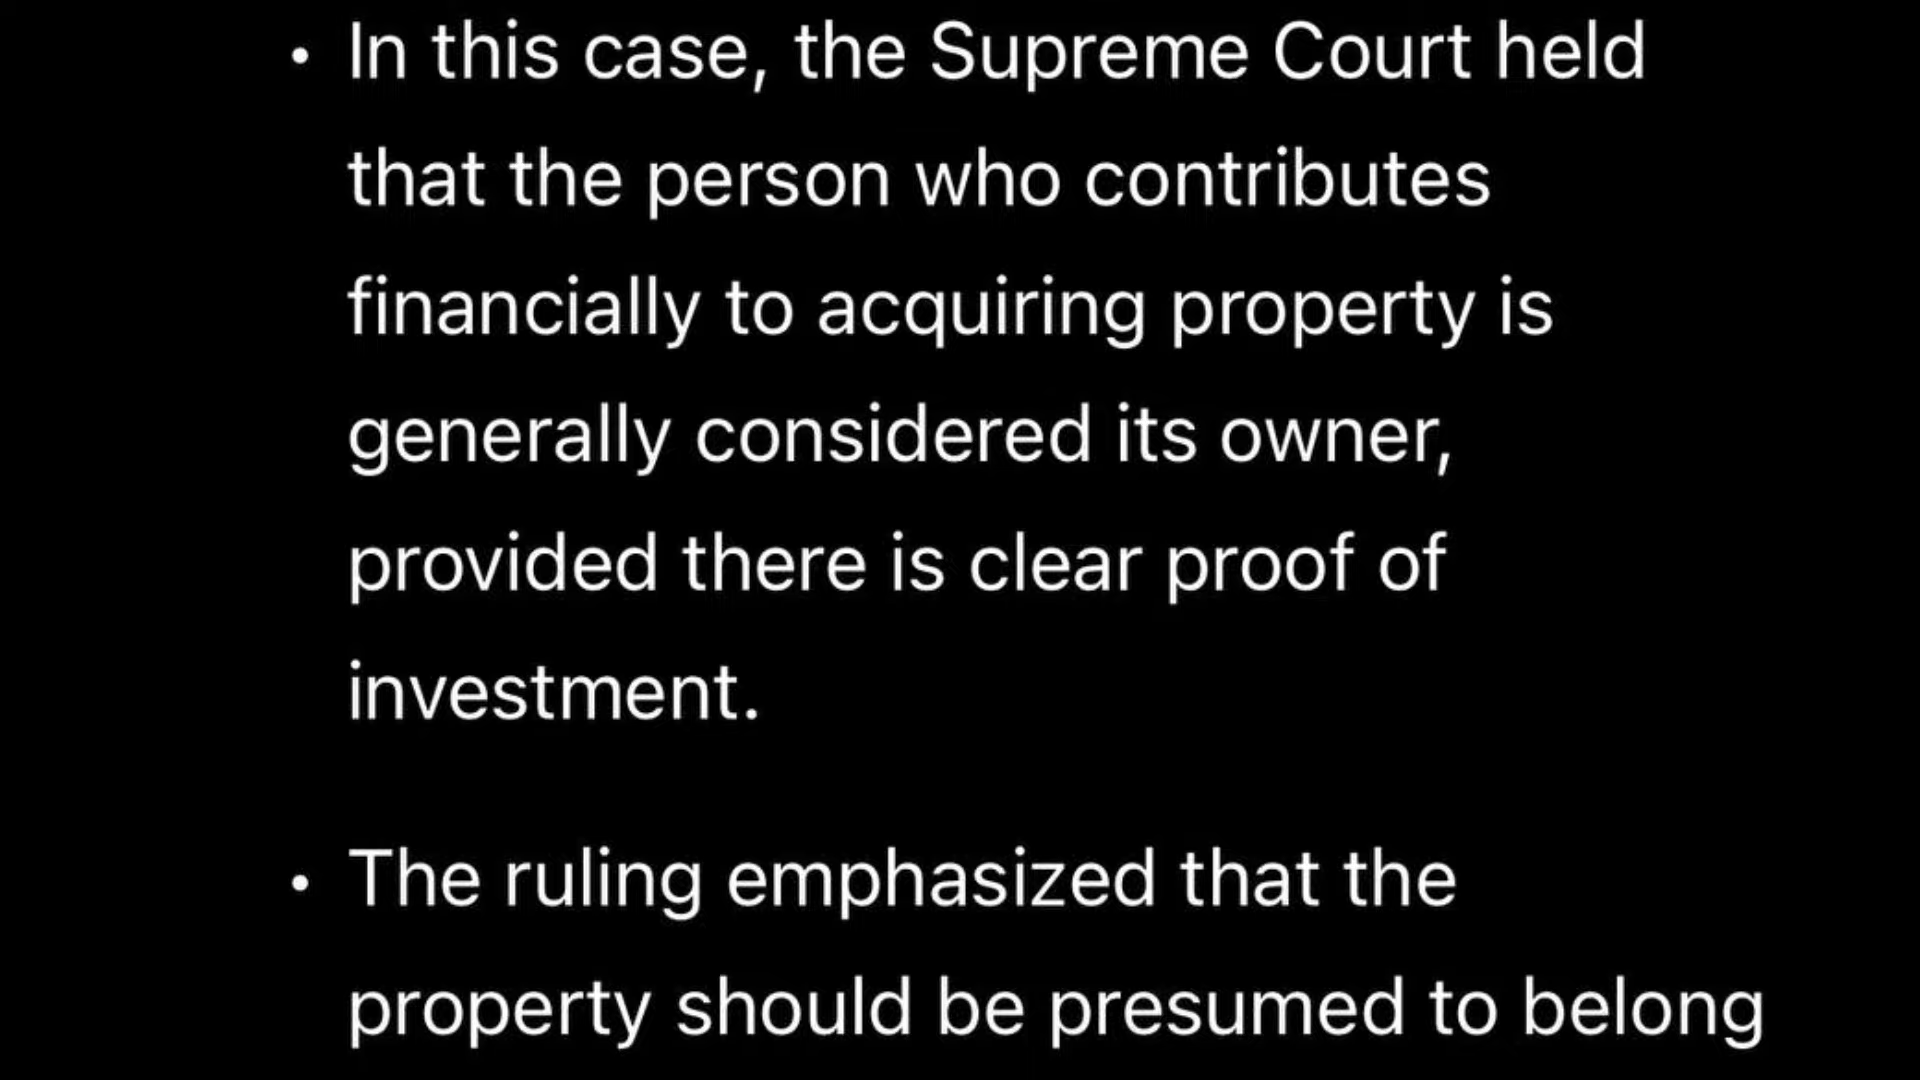 • In this case, the Supreme Court held
that the person who contributes
financially to acquiring property is
generally considered its owner,
provided there is clear proof of
investment.
• The ruling emphasized that the
property should be presumed to belong